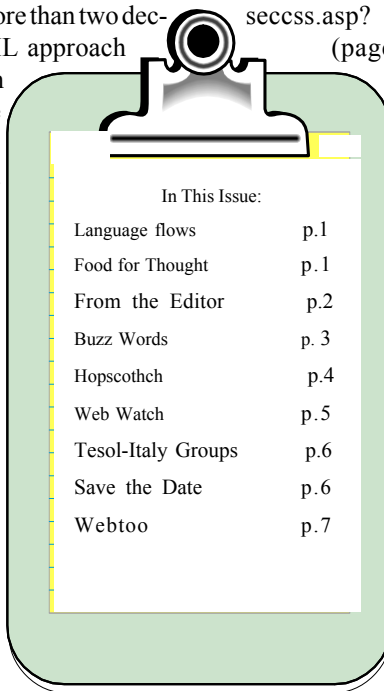 ore than two dec-
seccss.asp?
L approach
(page
In This Issue:
Language flows p.1
Food for Thought p.1
From the Editor p.2
Buzz Words p. 3
Hopscothch p.4
Web Watch p.5
Tesol-Italy Groups p.6
Save the Date p.6
Webtoo p.7